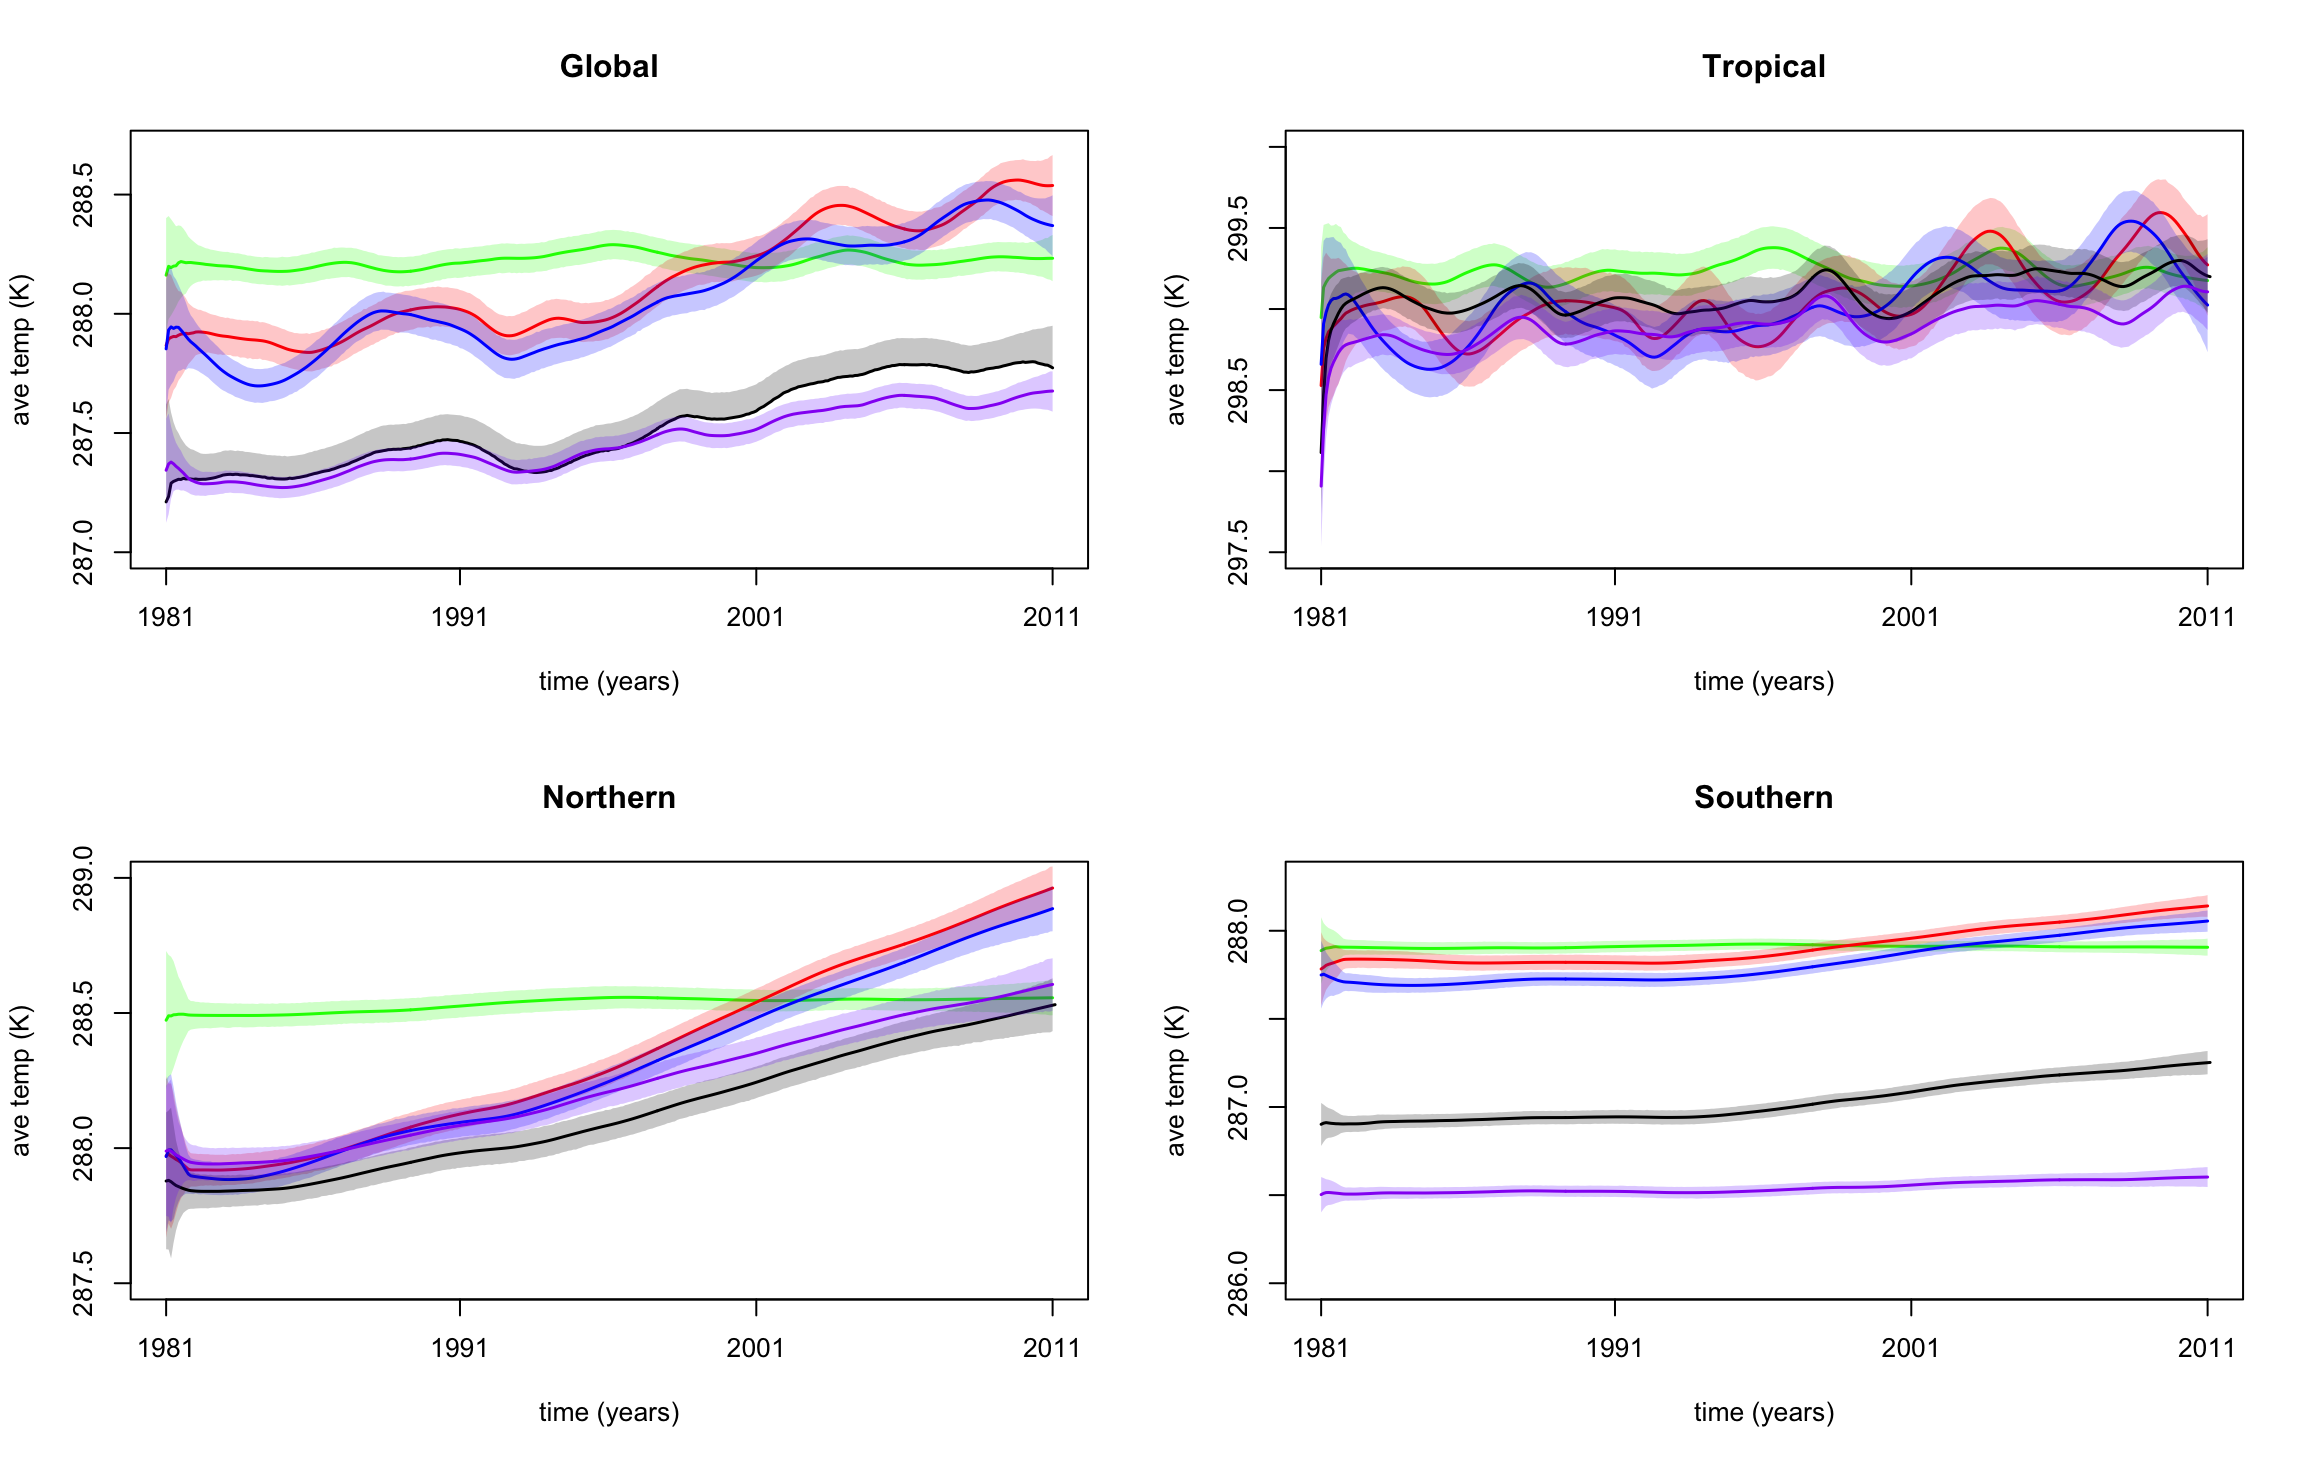 Global
ave temp (K)
288.5
288.0
287.5
287.0
1981 1991 2001 2011
time (years)
Tropical
ave temp (K)
299.5
298.5
297.5
1981 1991 2001 2011
time (years)
Northern
ave temp (K)
289.0
288.5
288.0
287.5
1981 1991 2001 2011
time (years)
Southern
ave temp (K)
288.0
287.0
286.0
1981 1991 2001 2011
time (years)